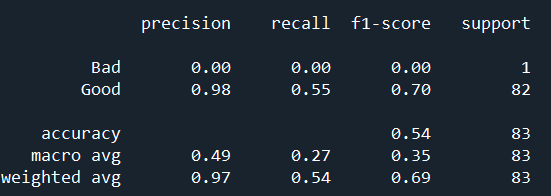 precision recall f1-score support
Bad 0.00 0.00 0.00 1
Good 0.98 0.55 0.70 82
accuracy 0.54 83
macro avg 0.49 0.27 0.35 83
weighted avg 0.97 0.54 0.69 83